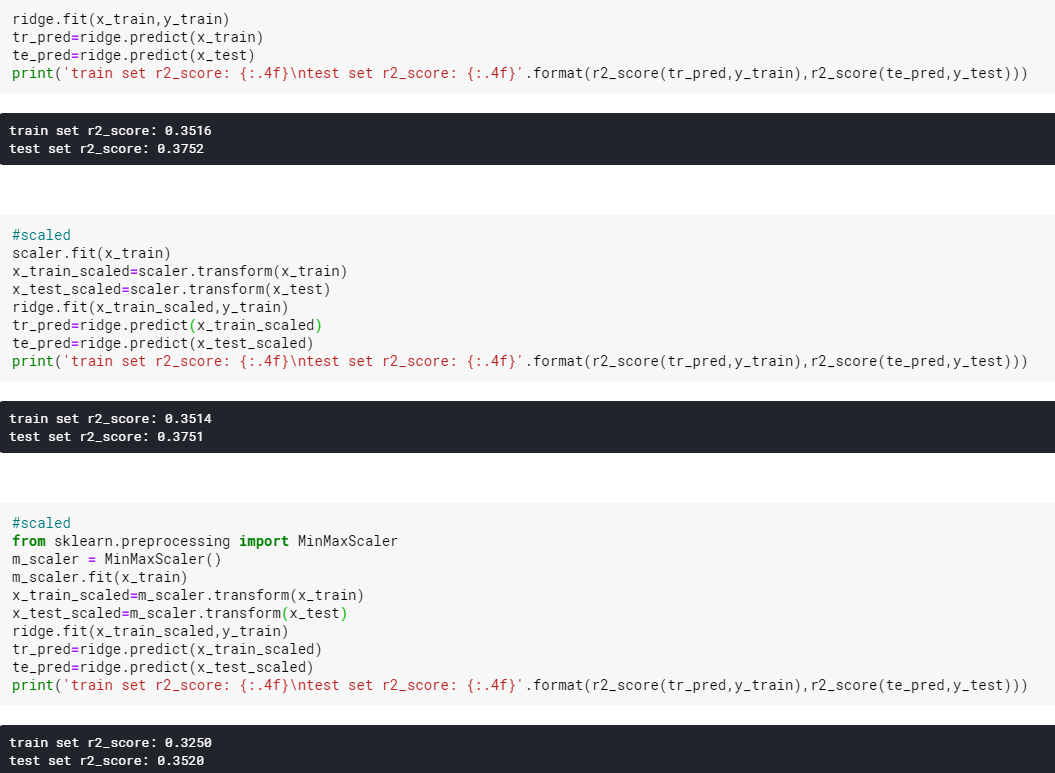 ridge.fit(x_train,y_train)
tr_pred=ridge.predict(x_train)
te_pred=ridge.predict(x_test)
print('train set r2_score: {:.4f}\ntest set r2_score: {:.4f}'.format(r2_score(tr_pred,y_train),r2_score(te_pred,y_test)))
train set r2_score: 0.3516
test set r2_score: 0.3752
#scaled
scaler.fit(x_train)
x_train_scaled=scaler.transform(x_train)
x_test_scaled=scaler.transform(x_test)
ridge.fit(x_train_scaled,y_train)
tr_pred=ridge.predict(x_train_scaled)
te_pred=ridge.predict(x_test_scaled)
print('train set r2_score: {:.4f}\ntest set r2_score: {:.4f}'.format(r2_score(tr_pred,y_train),r2_score(te_pred,y_test)))
train set r2_score: 0.3514
test set r2_score: 0.3751
#scaled
from sklearn.preprocessing import MinMaxScaler
m_scaler = MinMaxScaler()
m_scaler.fit(x_train)
x_train_scaled=m_scaler.transform(x_train)
x_test_scaled=m_scaler.transform(x_test)
ridge.fit(x_train_scaled,y_train)
tr_pred=ridge.predict(x_train_scaled)
te_pred=ridge.predict(x_test_scaled)
print('train set r2_score: {:.4f}\ntest set r2_score: {:.4f}'.format(r2_score(tr_pred,y_train),r2_score(te_pred,y_test)))
train set r2_score: 0.3250
test set r2_score: 0.3520